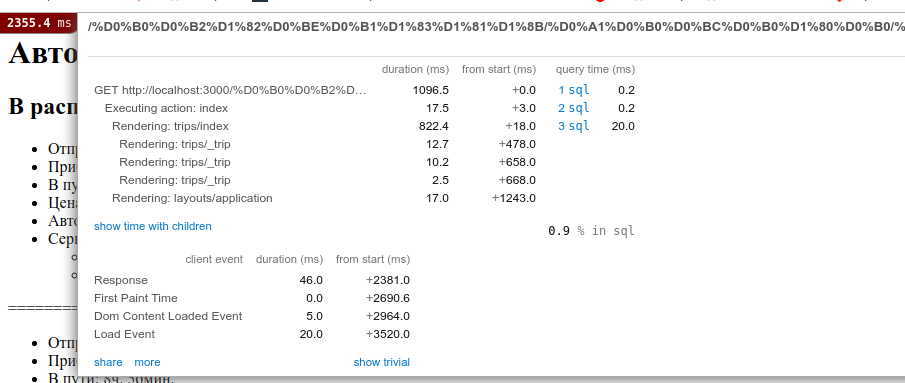 2355.4 ms
/%D0%B0%D0%B2%D1%82%D0%BE%D0%B1%D1%83%D1%81%D1%8B/%D0%A1%D0%B0%D0%BC%D0%B0%D1%80%D0%B0/%
Авто
В расп
duration (ms) from start (ms) query time (ms)
GET http://localhost:3000/%D0%B0%D0%B2%D... 1096.5 +0.0 1 sql 0.2
Executing action: index 17.5 +3.0 2 sql 0.2
Rendering: trips/index 822.4 +18.0 3 sql 20.0
Rendering: trips/_trip 12.7 +478.0
Rendering: trips/_trip 10.2 +658.0
Rendering: trips/_trip 2.5 +668.0
Rendering: layouts/application 17.0 +1243.0
show time with children
0.9 % in sql
client event duration (ms) from start (ms)
Response 46.0 +2381.0
First Paint Time 0.0 +2690.6
Dom Content Loaded Event 5.0 +2964.0
Load Event 20.0 +3520.0
share more show trivial
Отпр
При
В пу
Цена
Авто
Серв
==========
Отпр
При
В пути: 8ч. 56мин.